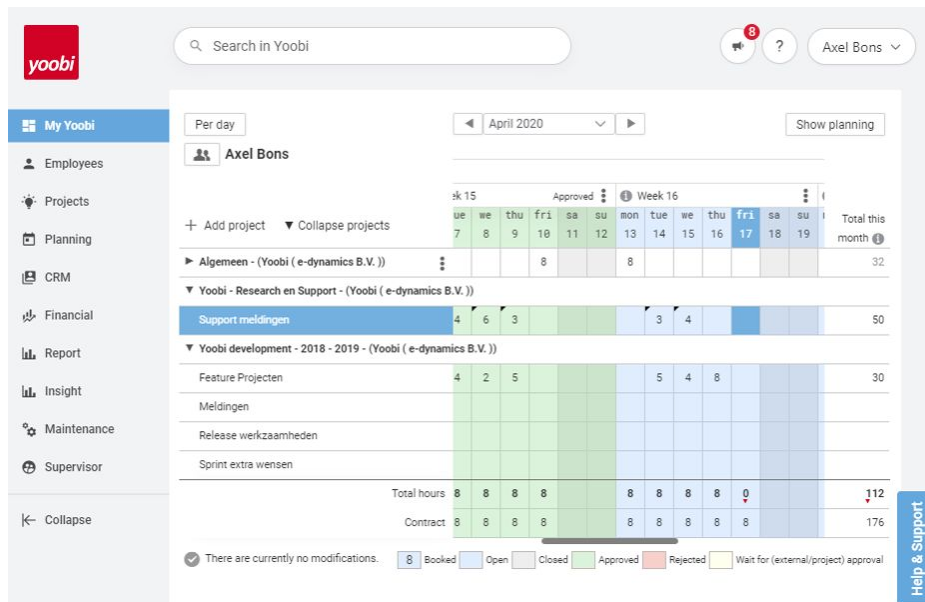 yoobi
Search in Yoobi
8
?
Axel Bons
My Yoobi
Employees
Projects
Planning
CRM
Financial
Report
Insight
Maintenance
Supervisor
Collapse
Per day
April 2020
Show planning
Axel Bons
ek 15 Approved Week 16
+ Add project ▼ Collapse projects
ue we thu fri sa su mon tue we thu fri sa su Total this
7 8 9 10 11 12 13 14 15 16 17 18 19 month
Algemeen - (Yoobi ( e-dynamics B.V. )) 8 8 32
Yoobi - Research en Support - (Yoobi ( e-dynamics B.V. ))
Support meldingen 4 6 3 3 4 50
Yoobi development - 2018 - 2019 - (Yoobi ( e-dynamics B.V. ))
Feature Projecten 4 2 5 5 4 8 30
Meldingen
Release werkzaamheden
Sprint extra wensen
Total hours 8 8 8 8 8 8 8 8 0 112
Contract 8 8 8 8 8 8 8 8 8 176
There are currently no modifications. 8 Booked Open Closed Approved Rejected Wait for (external/project) approval
Help & Support